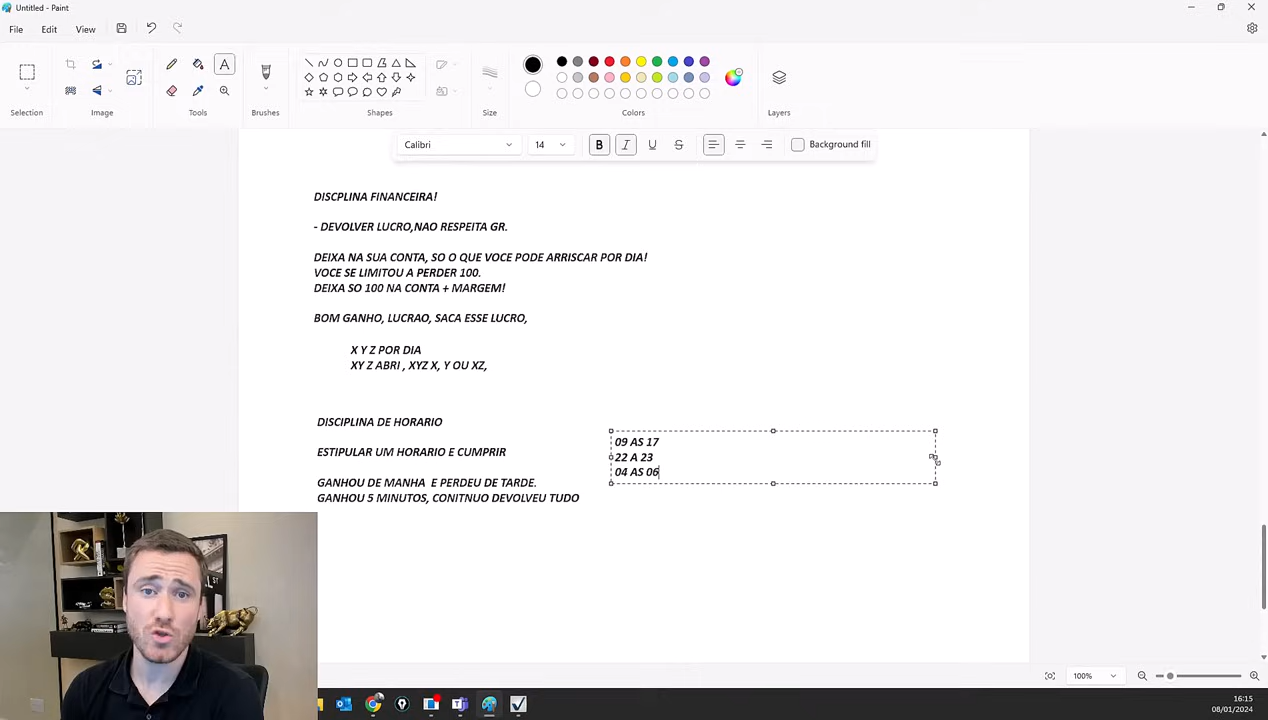 Untitled - Paint
File Edit View
Selection
Image
Tools
Brushes
Shapes
Size
Colors
Layers
Calibri
14
B I U S
Background fill
DISCPLINA FINANCEIRA!
- DEVOLVER LUCRO,NAO RESPEITA GR.
DEIXA NA SUA CONTA, SO O QUE VOCE PODE ARRISCAR POR DIA!
VOCE SE LIMITOU A PERDER 100.
DEIXA SO 100 NA CONTA + MARGEM!
BOM GANHO, LUCRAO, SACA ESSE LUCRO,
X Y Z POR DIA
XY Z ABRI , XYZ X, Y OU XZ,
DISCIPLINA DE HORARIO
ESTIPULAR UM HORARIO E CUMPRIR
GANHOU DE MANHA  E PERDEU DE TARDE.
GANHOU 5 MINUTOS, CONITNUO DEVOLVEU TUDO
09 AS 17
22 A 23
04 AS 06
100%
16:15
08/01/2024